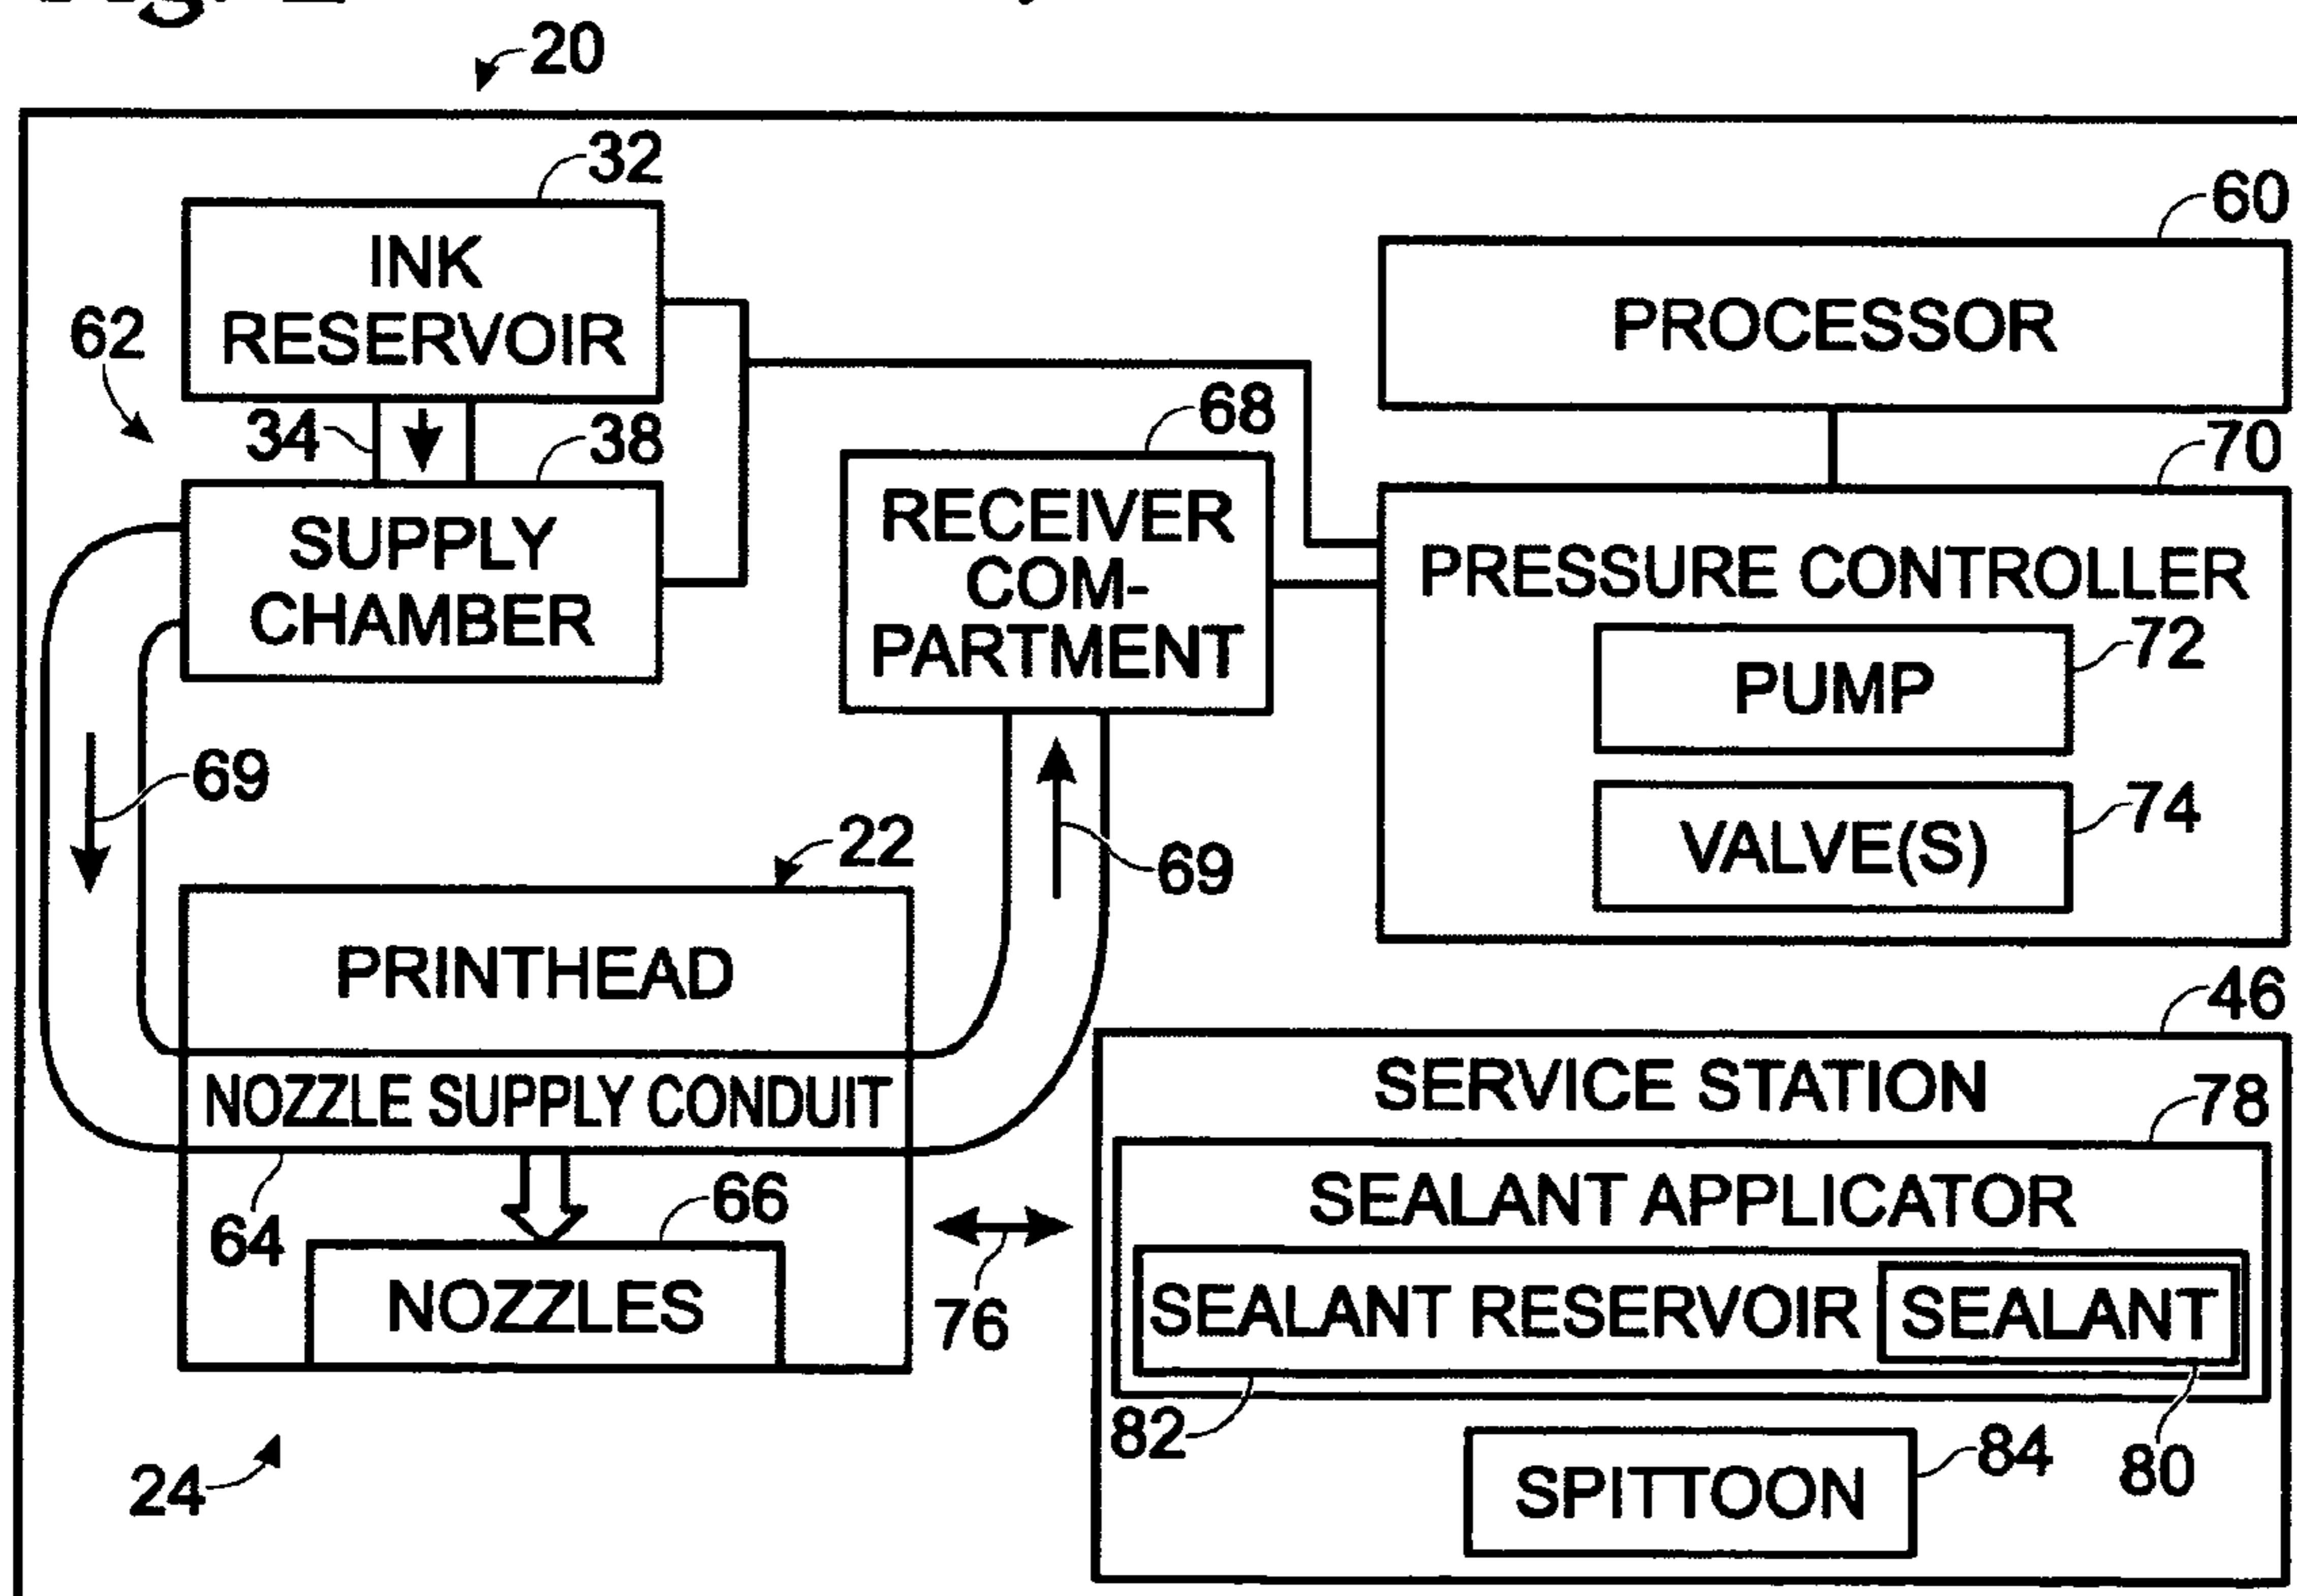 20
32
INK
RESERVOIR
60
PROCESSOR
62
34
38
68
70
SUPPLY
CHAMBER
RECEIVER
COM-
PARTMENT
PRESSURE CONTROLLER
72
PUMP
74
VALVE(S)
69
69
22
PRINTHEAD
NOZZLE SUPPLY CONDUIT
64
66
NOZZLES
76
24
46
SERVICE STATION
78
SEALANT APPLICATOR
SEALANT RESERVOIR
SEALANT
82
80
84
SPITTOON